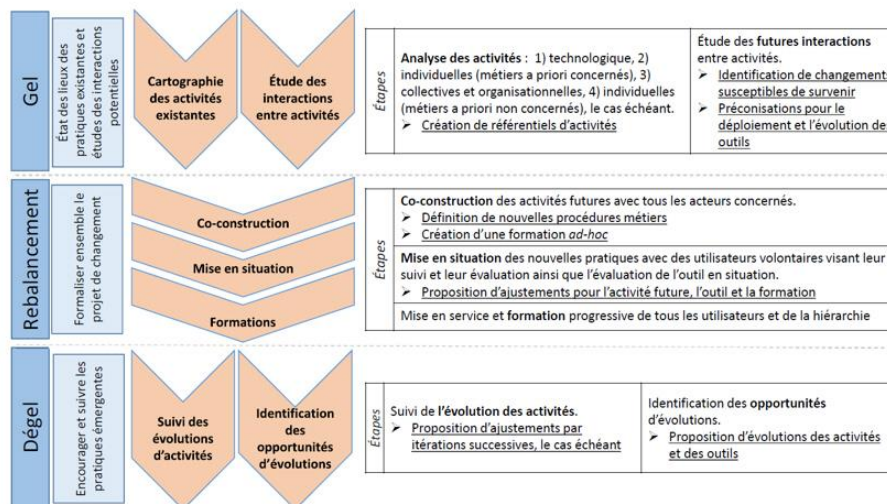 Gel
État des lieux des
pratiques existantes et
études des interactions
potentielles
Cartographie
des activités
existantes
Étude des
interactions
entre activités
Étapes
Analyse des activités : 1) technologique, 2)
individuelles (métiers a priori concernés), 3)
collectives et organisationnelles, 4) individuelles
(métiers a priori non concernés), le cas échéant.
➢ Création de référentiels d'activités
Étude des futures interactions
entre activités.
➢ Identification de changements
susceptibles de survenir
➢ Préconisations pour le
déploiement et l'évolution des
outils
Rebalancement
Formaliser ensemble le
projet de changement
Co-construction
Mise en situation
Formations
Étapes
Co-construction des activités futures avec tous les acteurs concernés.
➢ Définition de nouvelles procédures métiers
➢ Création d'une formation ad-hoc
Mise en situation des nouvelles pratiques avec des utilisateurs volontaires visant leur
suivi et leur évaluation ainsi que l'évaluation de l'outil en situation.
➢ Proposition d'ajustements pour l'activité future, l'outil et la formation
Mise en service et formation progressive de tous les utilisateurs et de la hiérarchie
Dégel
Encourager et suivre les
pratiques émergentes
Suivi des
évolutions
d'activités
Identification
des
opportunités
d'évolutions
Étapes
Suivi de l'évolution des activités.
➢ Proposition d'ajustements par
itérations successives, le cas échéant
Identification des opportunités
d'évolutions.
➢ Proposition d'évolutions des activités
et des outils